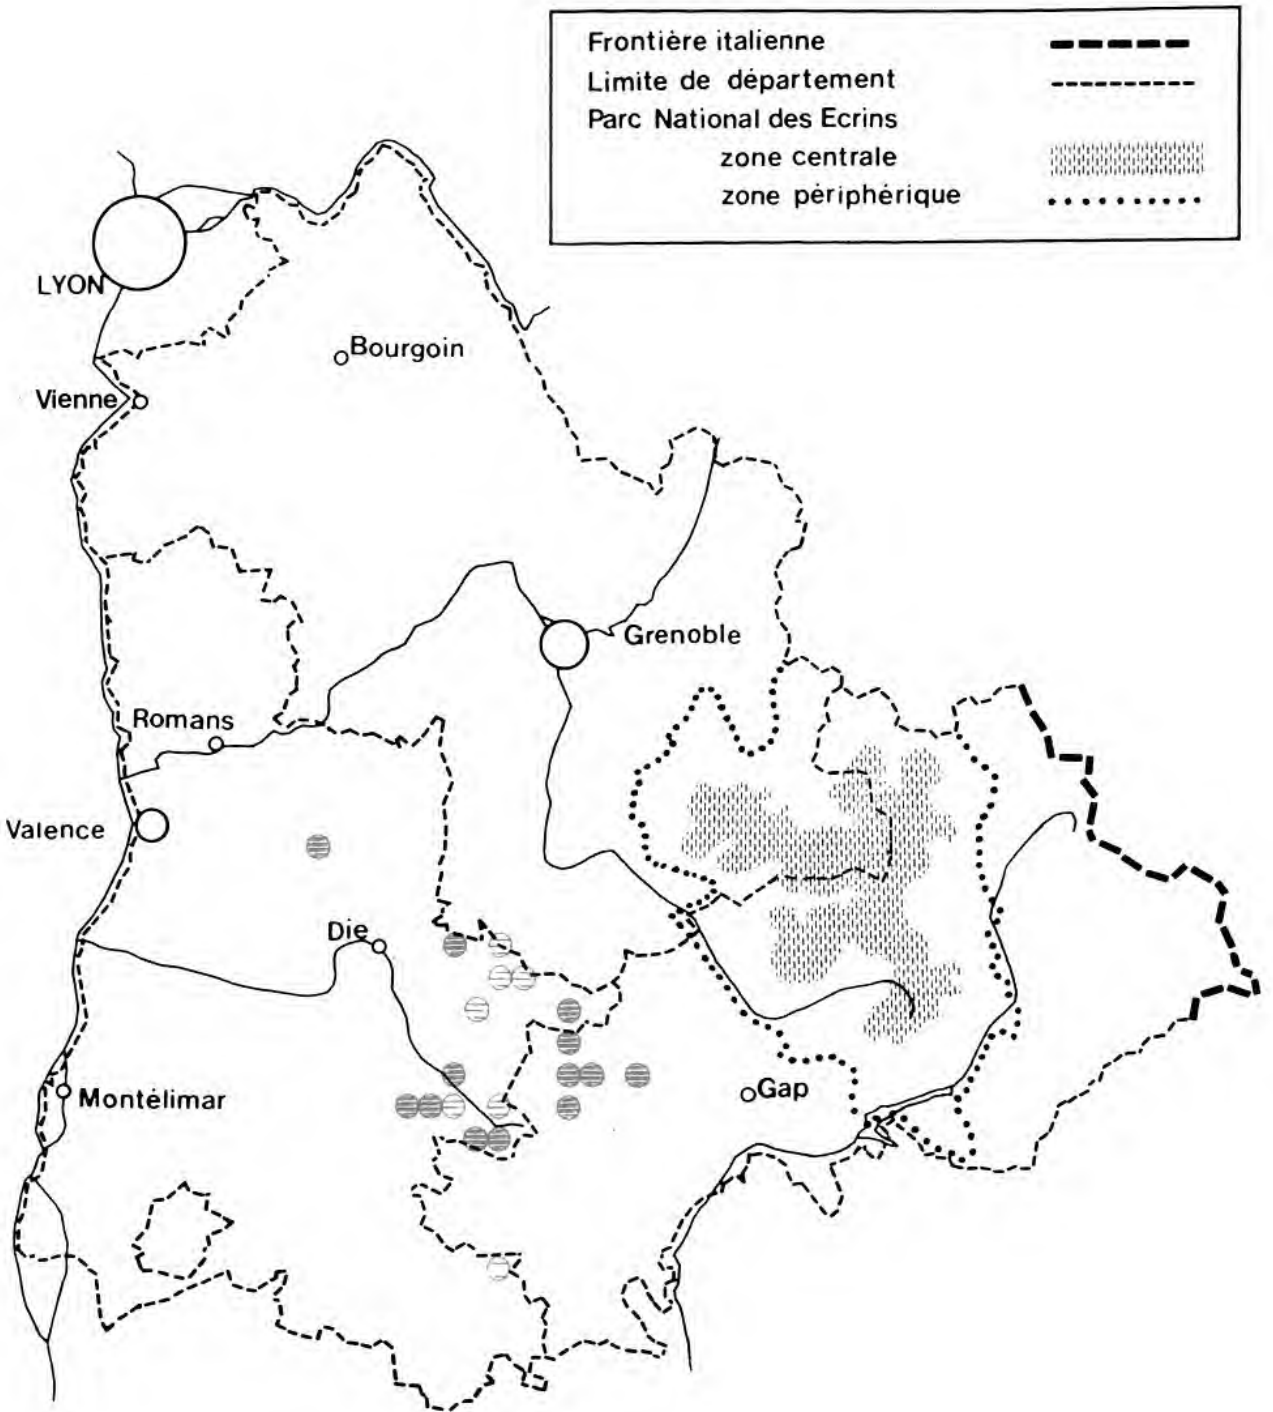 Frontière italienne
Limite de département
Parc National des Ecrins
zone centrale
zone périphérique
LYON
Bourgoin
Vienne
Grenoble
Romans
Valence
Die
Montélimar
Gap